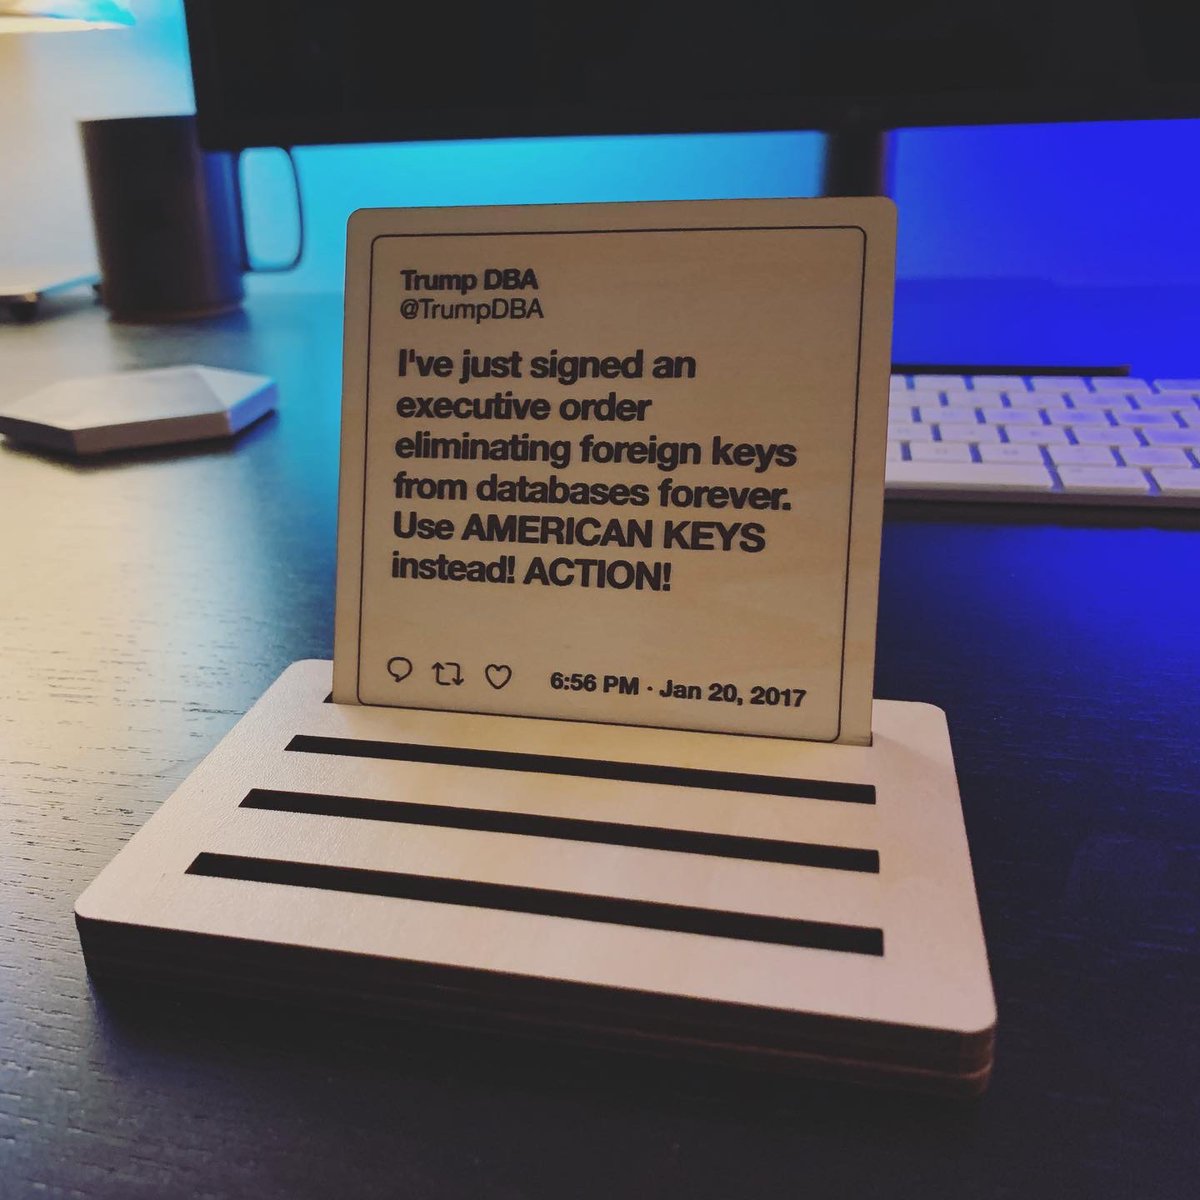 Trump DBA
@TrumpDBA
I've just signed an
executive order
eliminating foreign keys
from databases forever.
Use AMERICAN KEYS
instead! ACTION!
6:56 PM · Jan 20, 2017